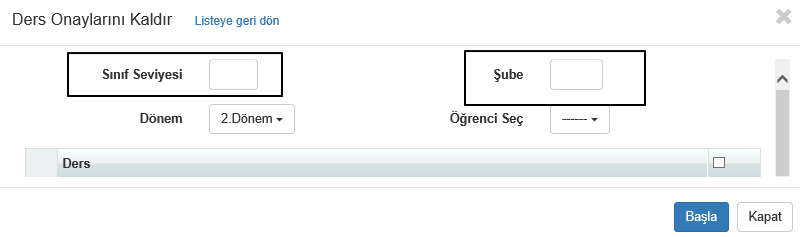 Ders Onaylarını Kaldır Listeye geri dön
Sınıf Seviyesi Şube
Dönem 2.Dönem Öğrenci Seç ------
Ders
Başla Kapat